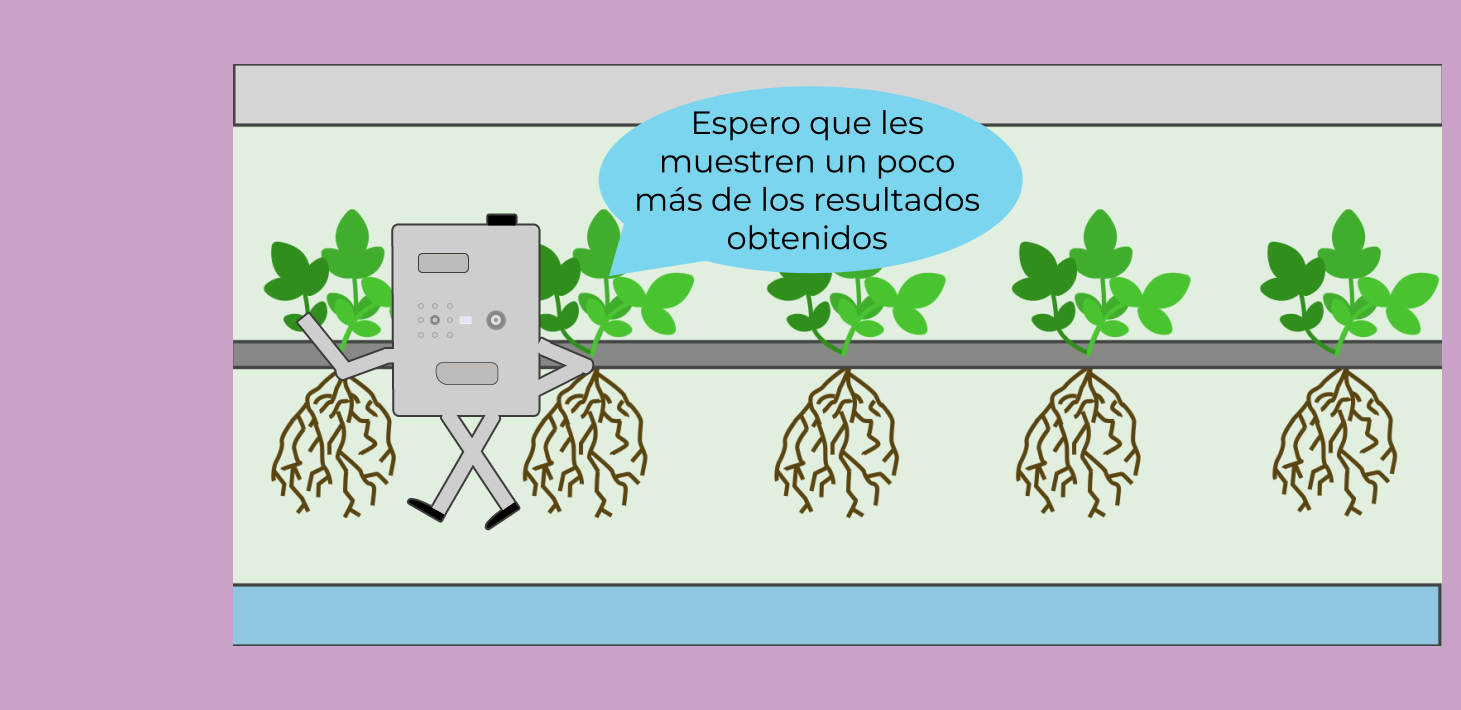 Espero que les
muestren un poco
más de los resultados
obtenidos